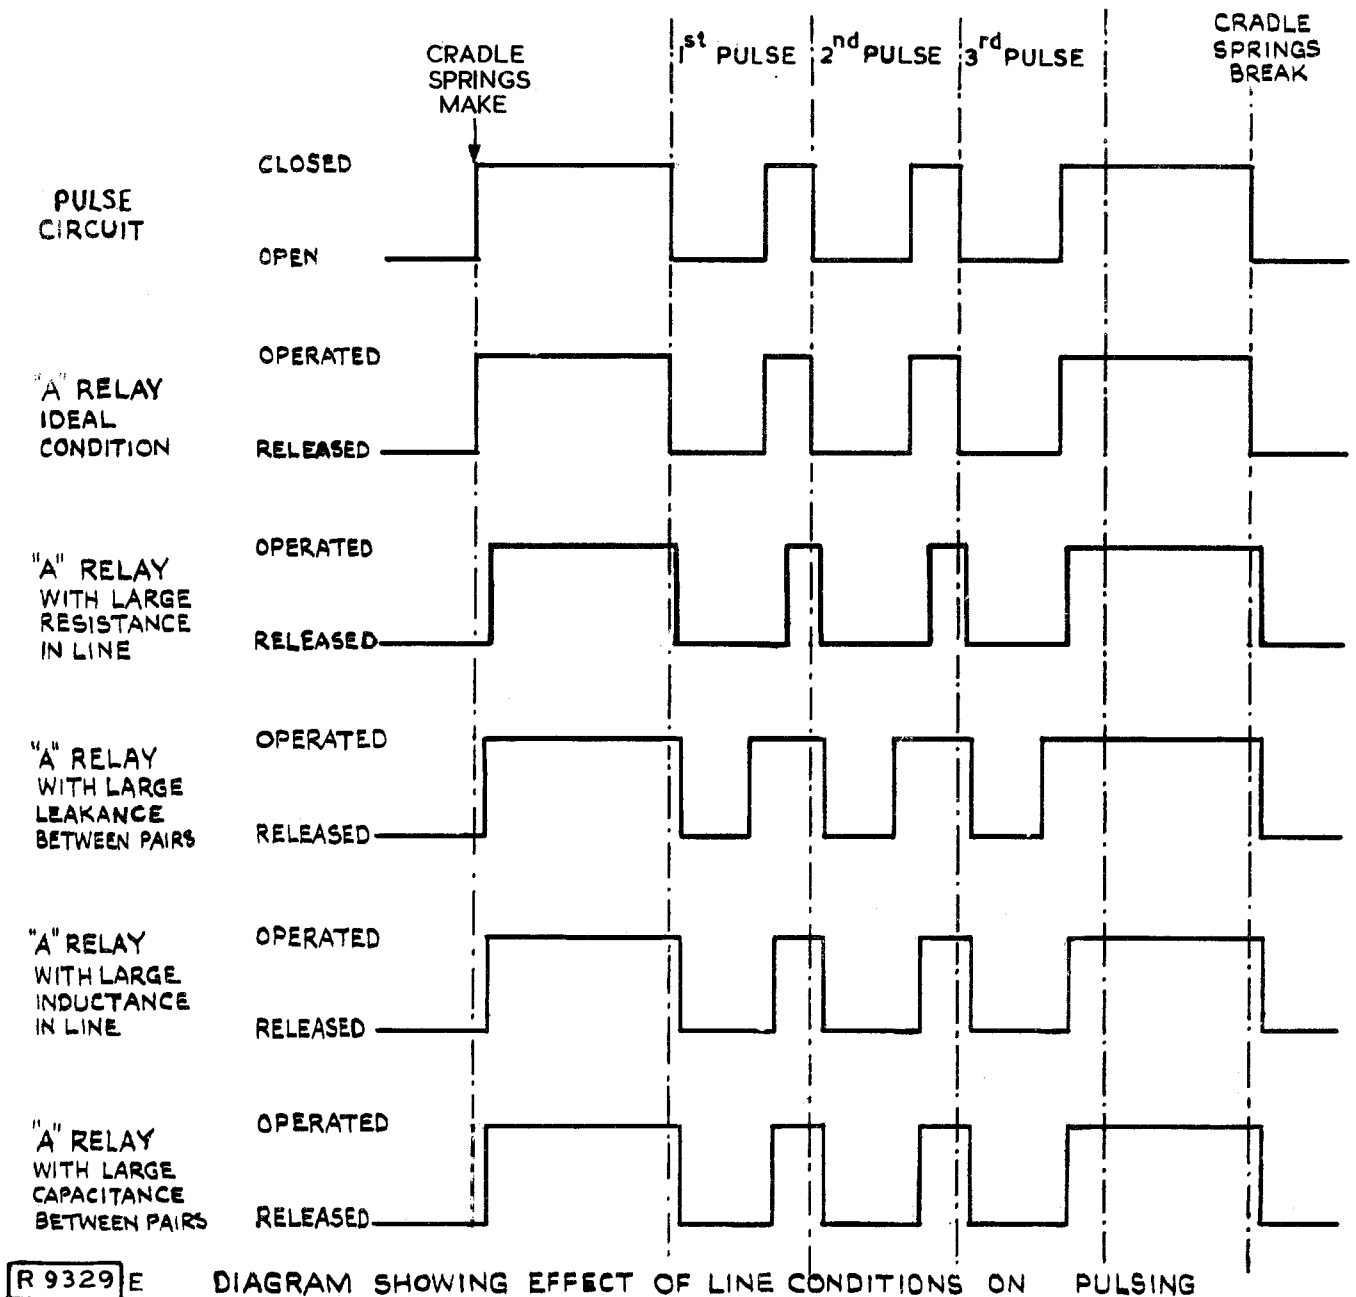 CRADLE
SPRINGS
MAKE
1st PULSE
2nd PULSE
3rd PULSE
CRADLE
SPRINGS
BREAK
PULSE
CIRCUIT
CLOSED
OPEN
"A" RELAY
IDEAL
CONDITION
OPERATED
RELEASED
"A" RELAY
WITH LARGE
RESISTANCE
IN LINE
OPERATED
RELEASED
"A" RELAY
WITH LARGE
LEAKANCE
BETWEEN PAIRS
OPERATED
RELEASED
"A" RELAY
WITH LARGE
INDUCTANCE
IN LINE
OPERATED
RELEASED
"A" RELAY
WITH LARGE
CAPACITANCE
BETWEEN PAIRS
OPERATED
RELEASED
R 9329 E
DIAGRAM SHOWING EFFECT OF LINE CONDITIONS ON PULSING